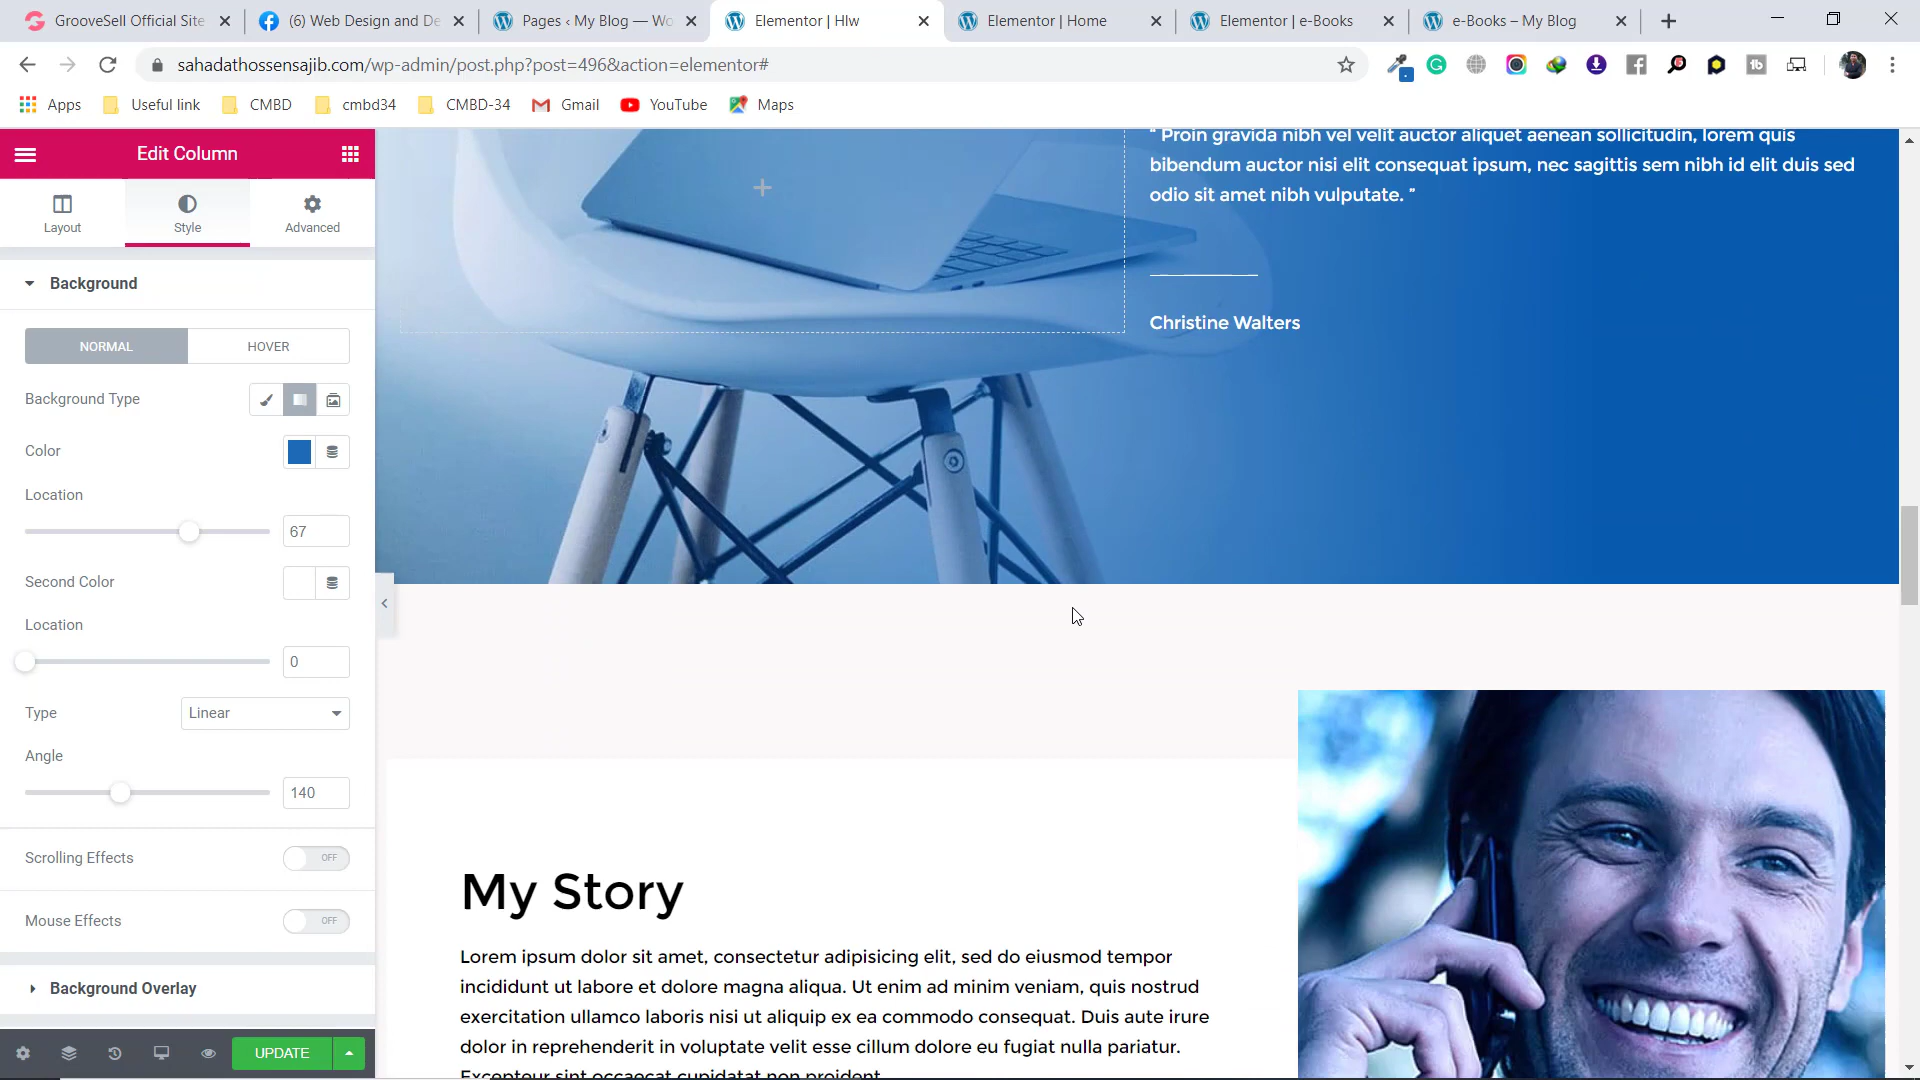 GrooveSell Official Site
(6) Web Design and De
Pages ‹ My Blog — Wo
Elementor | Hlw
Elementor | Home
Elementor | e-Books
e-Books – My Blog
sahadathossensajib.com/wp-admin/post.php?post=496&action=elementor#
Apps
Useful link
CMBD
cmbd34
CMBD-34
Gmail
YouTube
Maps
Edit Column
Layout
Style
Advanced
Background
NORMAL
HOVER
Background Type
Color
Location
67
Second Color
Location
0
Type
Linear
Angle
140
Scrolling Effects
OFF
Mouse Effects
OFF
Background Overlay
UPDATE
“ Proin gravida nibh vel velit auctor aliquet aenean sollicitudin, lorem quis
bibendum auctor nisi elit consequat ipsum, nec sagittis sem nibh id elit duis sed
odio sit amet nibh vulputate. ”
Christine Walters
My Story
Lorem ipsum dolor sit amet, consectetur adipisicing elit, sed do eiusmod tempor
incididunt ut labore et dolore magna aliqua. Ut enim ad minim veniam, quis nostrud
exercitation ullamco laboris nisi ut aliquip ex ea commodo consequat. Duis aute irure
dolor in reprehenderit in voluptate velit esse cillum dolore eu fugiat nulla pariatur.
Excepteur sint occaecat cupidatat non proident